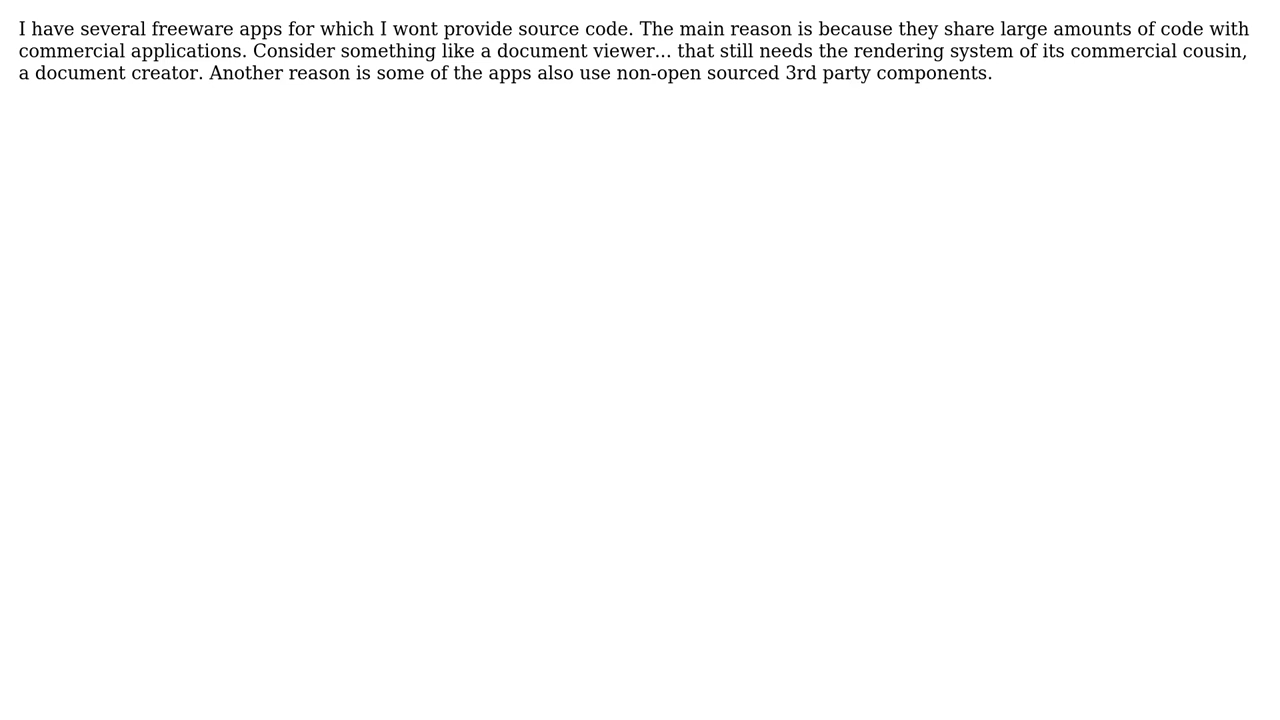 I have several freeware apps for which I wont provide source code. The main reason is because they share large amounts of code with
commercial applications. Consider something like a document viewer... that still needs the rendering system of its commercial cousin,
a document creator. Another reason is some of the apps also use non-open sourced 3rd party components.